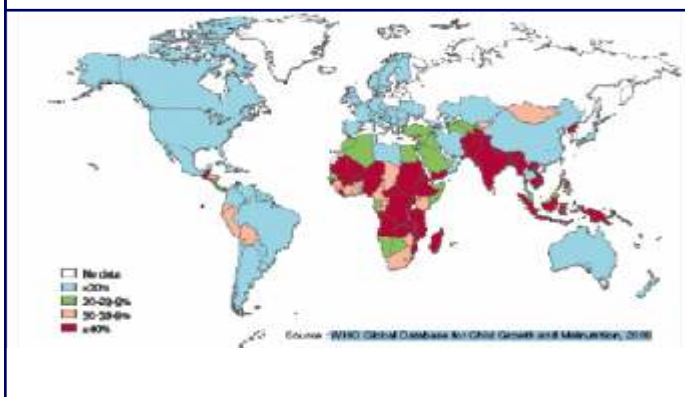 No data
<20%
20-29.9%
30-39.9%
≥40%
Source: WHO Global Database for Child Growth and Malnutrition,